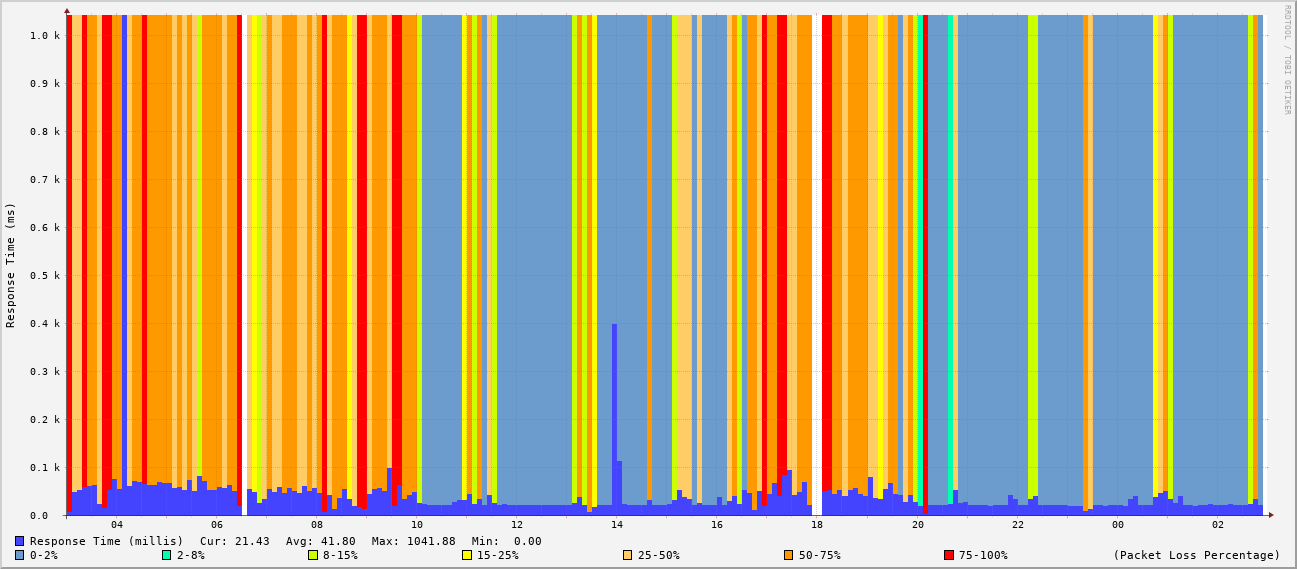 RRDTOOL / TOBI OETIKER
Response Time (ms)
1.0 k
0.9 k
0.8 k
0.7 k
0.6 k
0.5 k
0.4 k
0.3 k
0.2 k
0.1 k
0.0
04 06 08 10 12 14 16 18 20 22 00 02
Response Time (millis) Cur: 21.43 Avg: 41.80 Max: 1041.88 Min: 0.00
0-2% 2-8% 8-15% 15-25% 25-50% 50-75% 75-100% (Packet Loss Percentage)